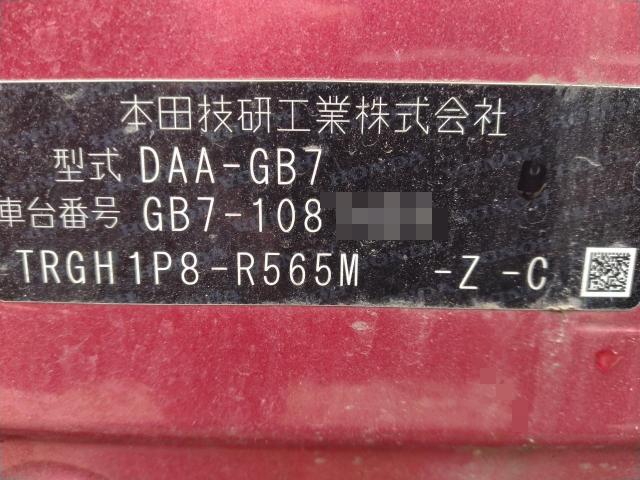 本田技研工業株式会社
型式 DAA-GB7
車台番号 GB7-108
TRGH1P8-R565M -Z -C